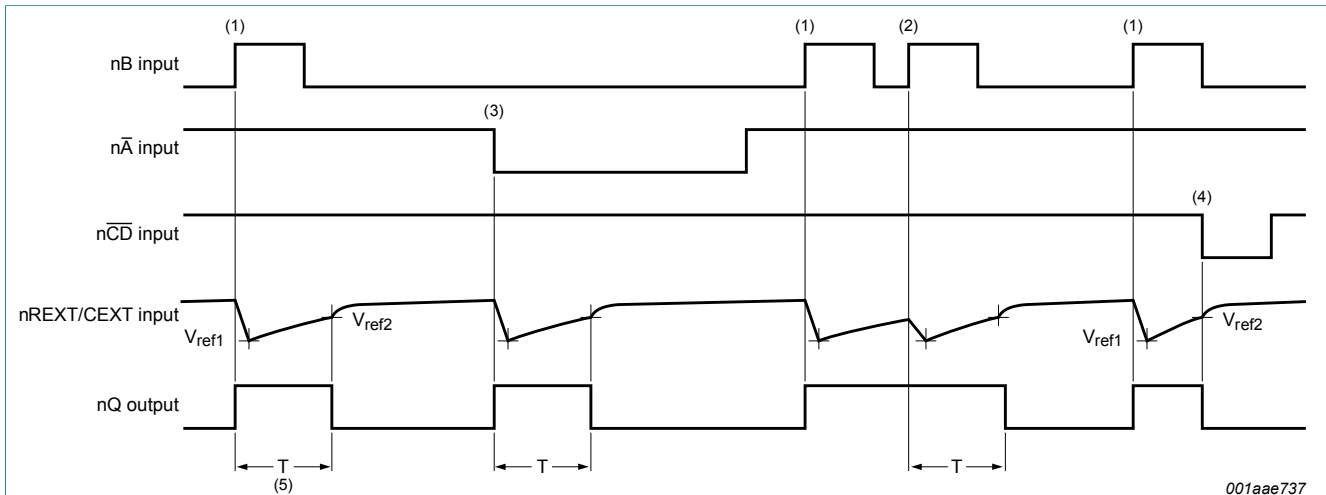 (1) (1) (2) (1)
nB input
(3)
nA̅ input
(4)
nC̅D̅ input
nREXT/CEXT input
Vref1 Vref2 Vref1 Vref2
nQ output
T T T
(5)
001aae737